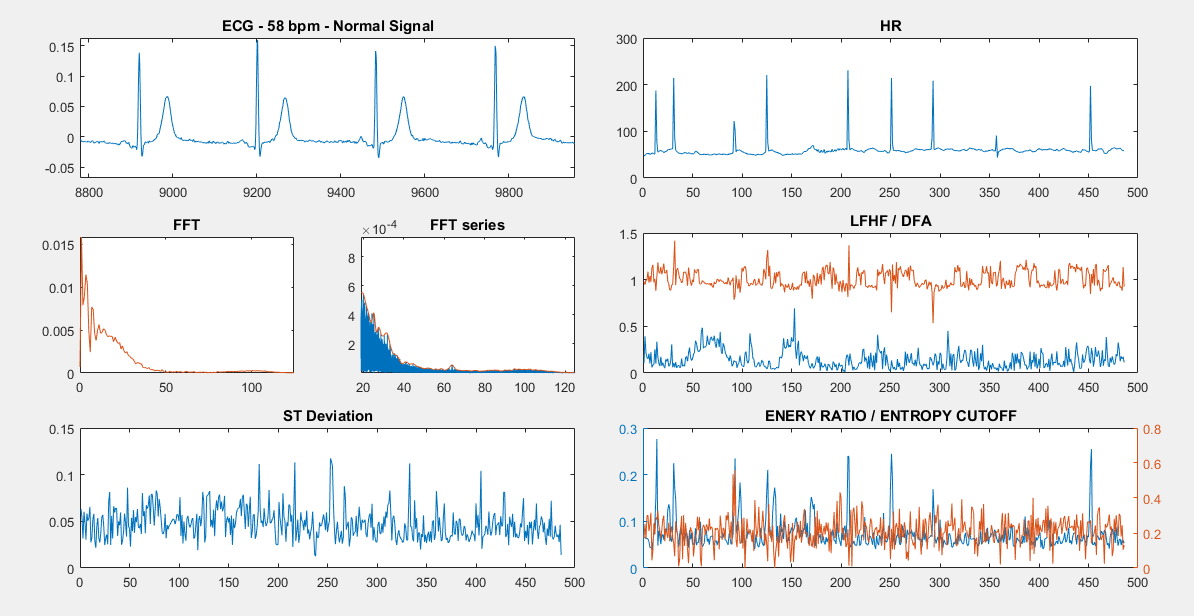 ECG - 58 bpm - Normal Signal
0.15
0.1
0.05
0
-0.05
8800 9000 9200 9400 9600 9800
HR
300
200
100
0
0 50 100 150 200 250 300 350 400 450 500
FFT
0.015
0.01
0.005
0
0 50 100
FFT series
×10-4
8
6
4
2
20 40 60 80 100 120
LFHF / DFA
1.5
1
0.5
0
0 50 100 150 200 250 300 350 400 450 500
ST Deviation
0.15
0.1
0.05
0
0 50 100 150 200 250 300 350 400 450 500
ENERY RATIO / ENTROPY CUTOFF
0.3
0.2
0.1
0
0.8
0.6
0.4
0.2
0
0 50 100 150 200 250 300 350 400 450 500